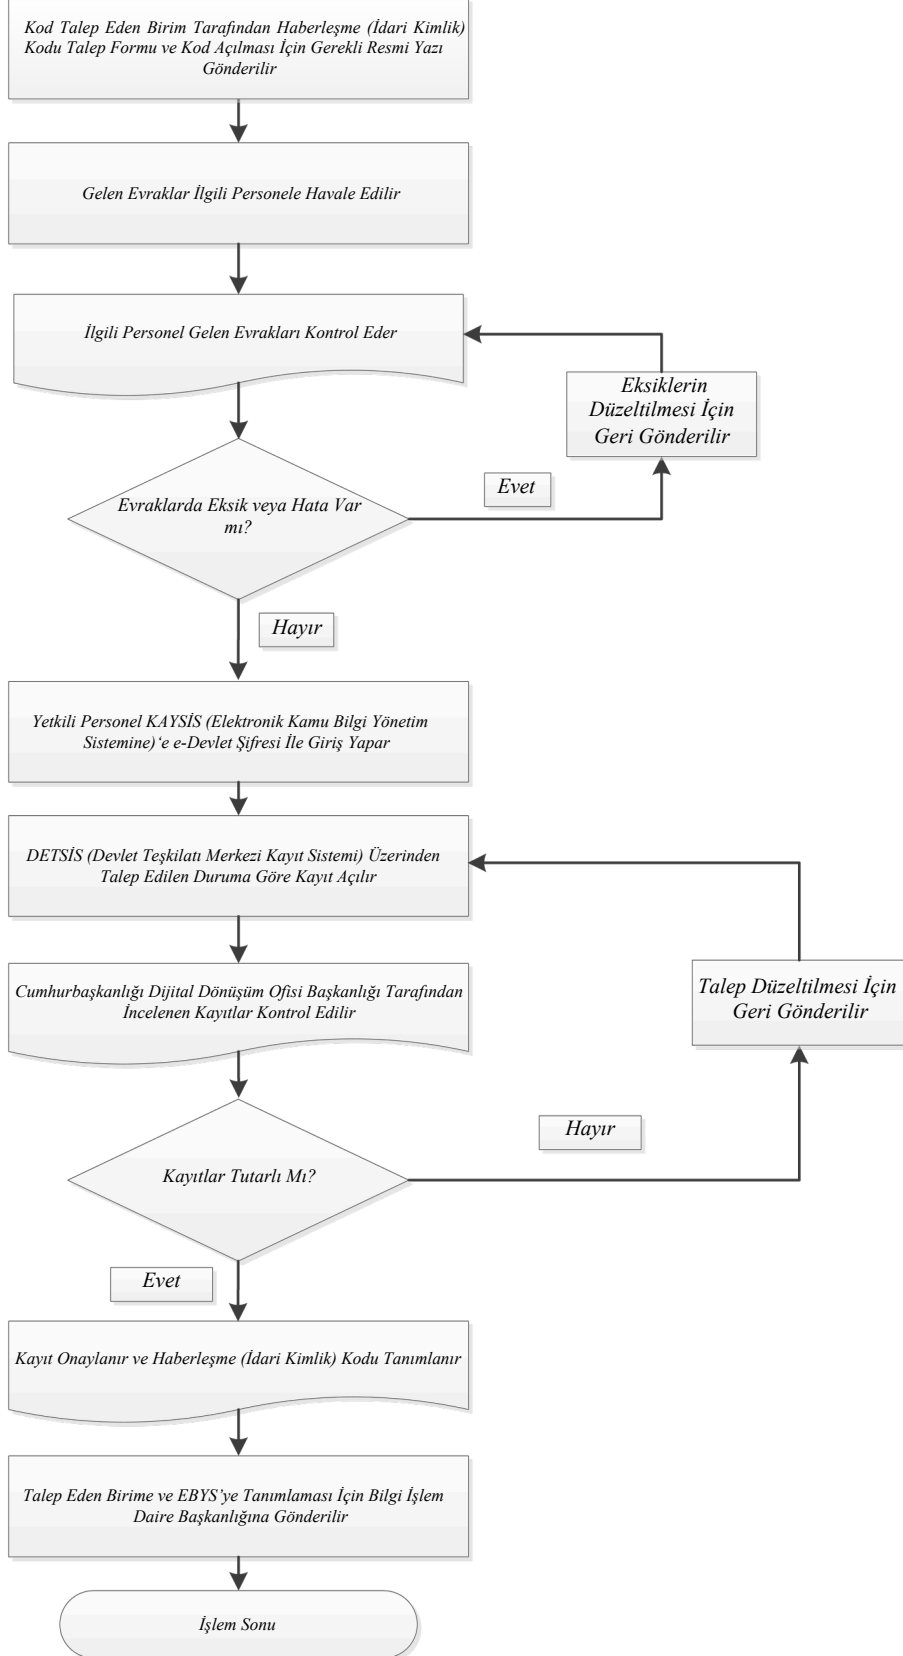 Kod Talep Eden Birim Tarafından Haberleşme (İdari Kimlik)
Kodu Talep Formu ve Kod Açılması İçin Gerekli Resmi Yazı
Gönderilir
Gelen Evraklar İlgili Personele Havale Edilir
İlgili Personel Gelen Evrakları Kontrol Eder
Eksiklerin
Düzeltilmesi İçin
Geri Gönderilir
Evet
Evraklarda Eksik veya Hata Var
mı?
Hayır
Yetkili Personel KAYSİS (Elektronik Kamu Bilgi Yönetim
Sistemine)‘e e-Devlet Şifresi İle Giriş Yapar
DETSİS (Devlet Teşkilatı Merkezi Kayıt Sistemi) Üzerinden
Talep Edilen Duruma Göre Kayıt Açılır
Cumhurbaşkanlığı Dijital Dönüşüm Ofisi Başkanlığı Tarafından
İncelenen Kayıtlar Kontrol Edilir
Talep Düzeltilmesi İçin
Geri Gönderilir
Hayır
Kayıtlar Tutarlı Mı?
Evet
Kayıt Onaylanır ve Haberleşme (İdari Kimlik) Kodu Tanımlanır
Talep Eden Birime ve EBYS’ye Tanımlaması İçin Bilgi İşlem
Daire Başkanlığına Gönderilir
İşlem Sonu